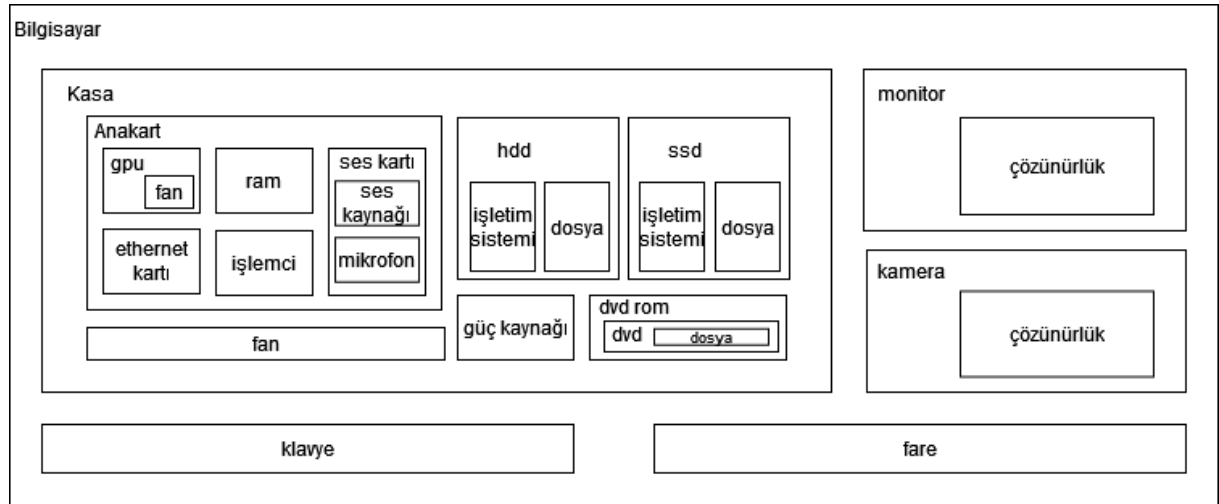 Bilgisayar
Kasa
Anakart
gpu
fan
ram
ses kartı
ses
kaynağı
mikrofon
ethernet
kartı
işlemci
fan
hdd
işletim
sistemi
dosya
ssd
işletim
sistemi
dosya
güç kaynağı
dvd rom
dvd
dosya
monitor
çözünürlük
kamera
çözünürlük
klavye
fare